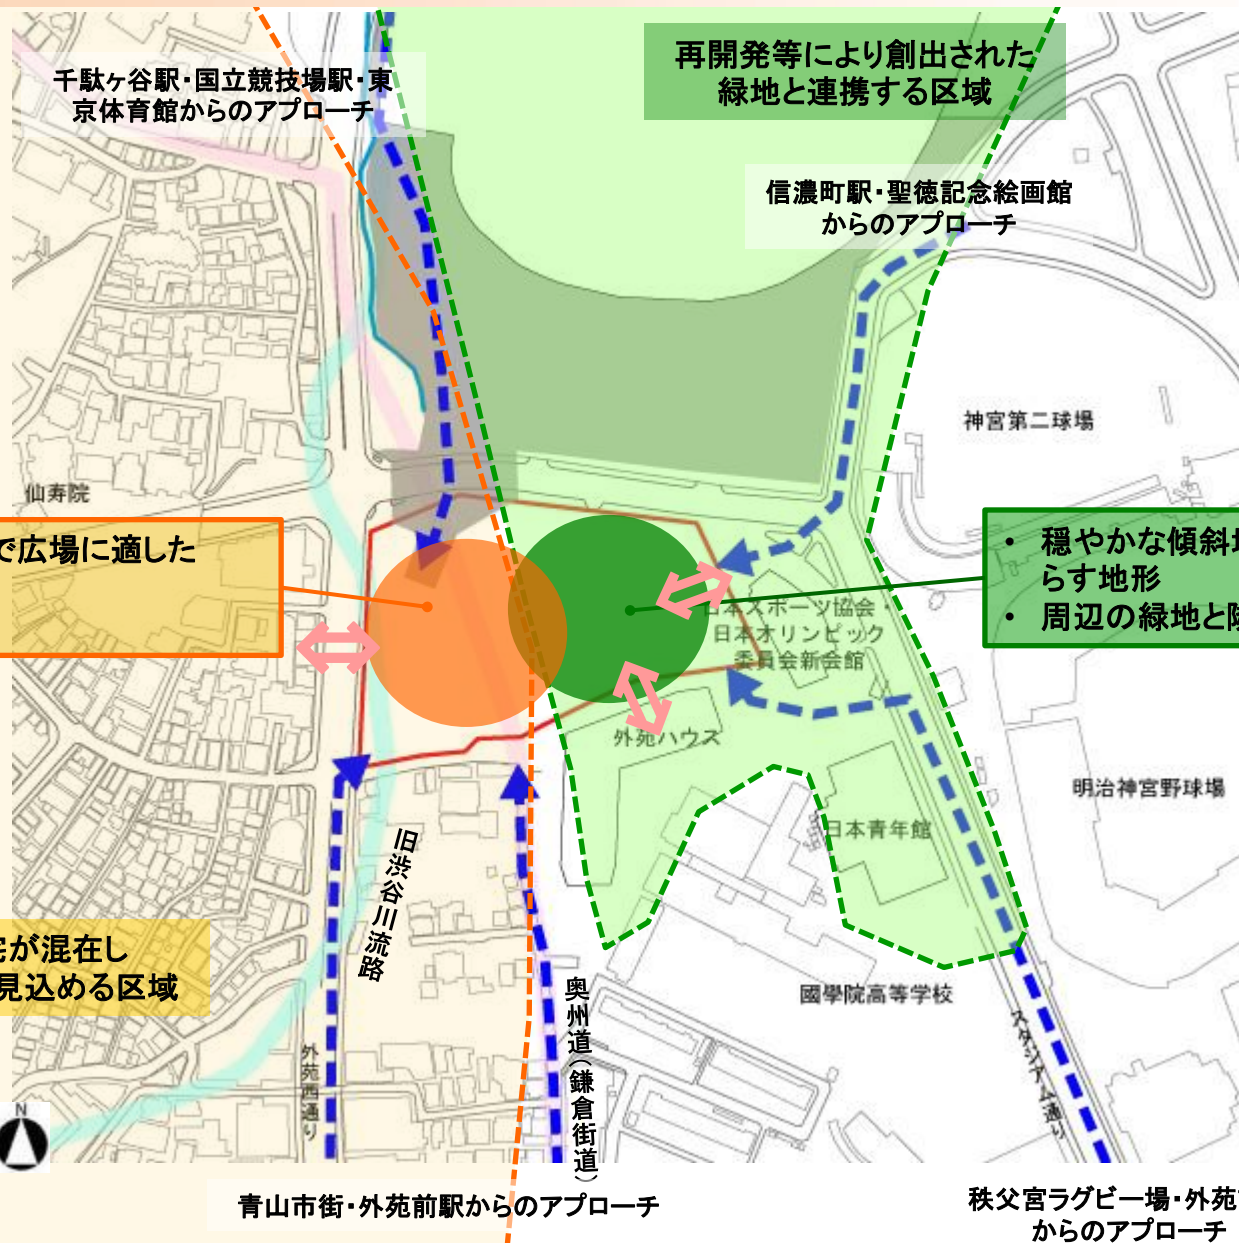 千駄ヶ谷駅・国立競技場駅・東
京体育館からのアプローチ
再開発等により創出された
緑地と連携する区域
信濃町駅・聖徳記念絵画館
からのアプローチ
神宮第二球場
仙寿院
で広場に適した
・ 穏やかな傾斜
らす地形
・ 周辺の緑地と
日本スポーツ協会・
日本オリンピック
委員会新会館
外苑ハウス
明治神宮野球場
日本青年館
旧渋谷川流路
が混在し
見込める区域
國學院高等学校
奥州道(鎌倉街道)
スタジアム通り
外苑西通り
N
青山市街・外苑前駅からのアプローチ
秩父宮ラグビー場・外苑
からのアプローチ